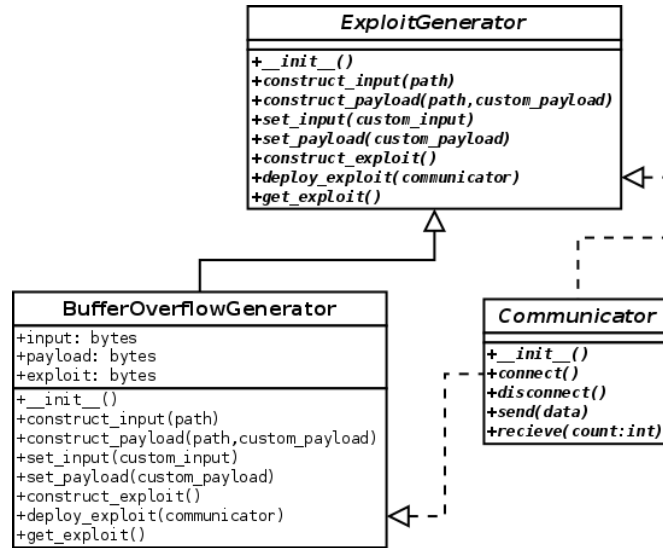 ExploitGenerator
+__init__()
+construct_input(path)
+construct_payload(path,custom_payload)
+set_input(custom_input)
+set_payload(custom_payload)
+construct_exploit()
+deploy_exploit(communicator)
+get_exploit()
BufferOverflowGenerator
+input: bytes
+payload: bytes
+exploit: bytes
+__init__()
+construct_input(path)
+construct_payload(path,custom_payload)
+set_input(custom_input)
+set_payload(custom_payload)
+construct_exploit()
+deploy_exploit(communicator)
+get_exploit()
Communicator
+__init__()
+connect()
+disconnect()
+send(data)
+recieve(count:int)